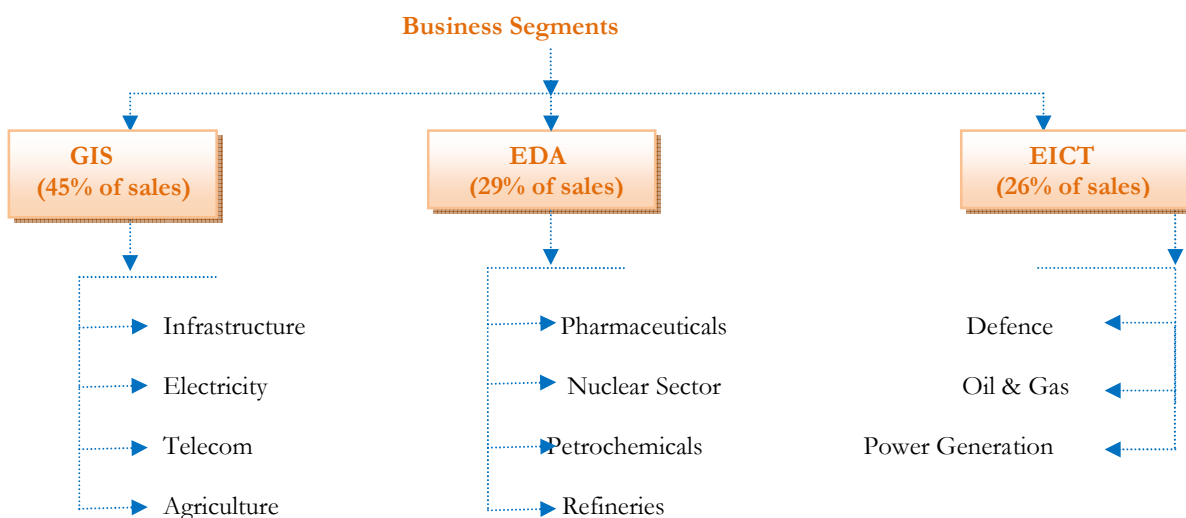 Business Segments
GIS
(45% of sales)
EDA
(29% of sales)
EICT
(26% of sales)
Infrastructure
Electricity
Telecom
Agriculture
Pharmaceuticals
Nuclear Sector
Petrochemicals
Refineries
Defence
Oil & Gas
Power Generation